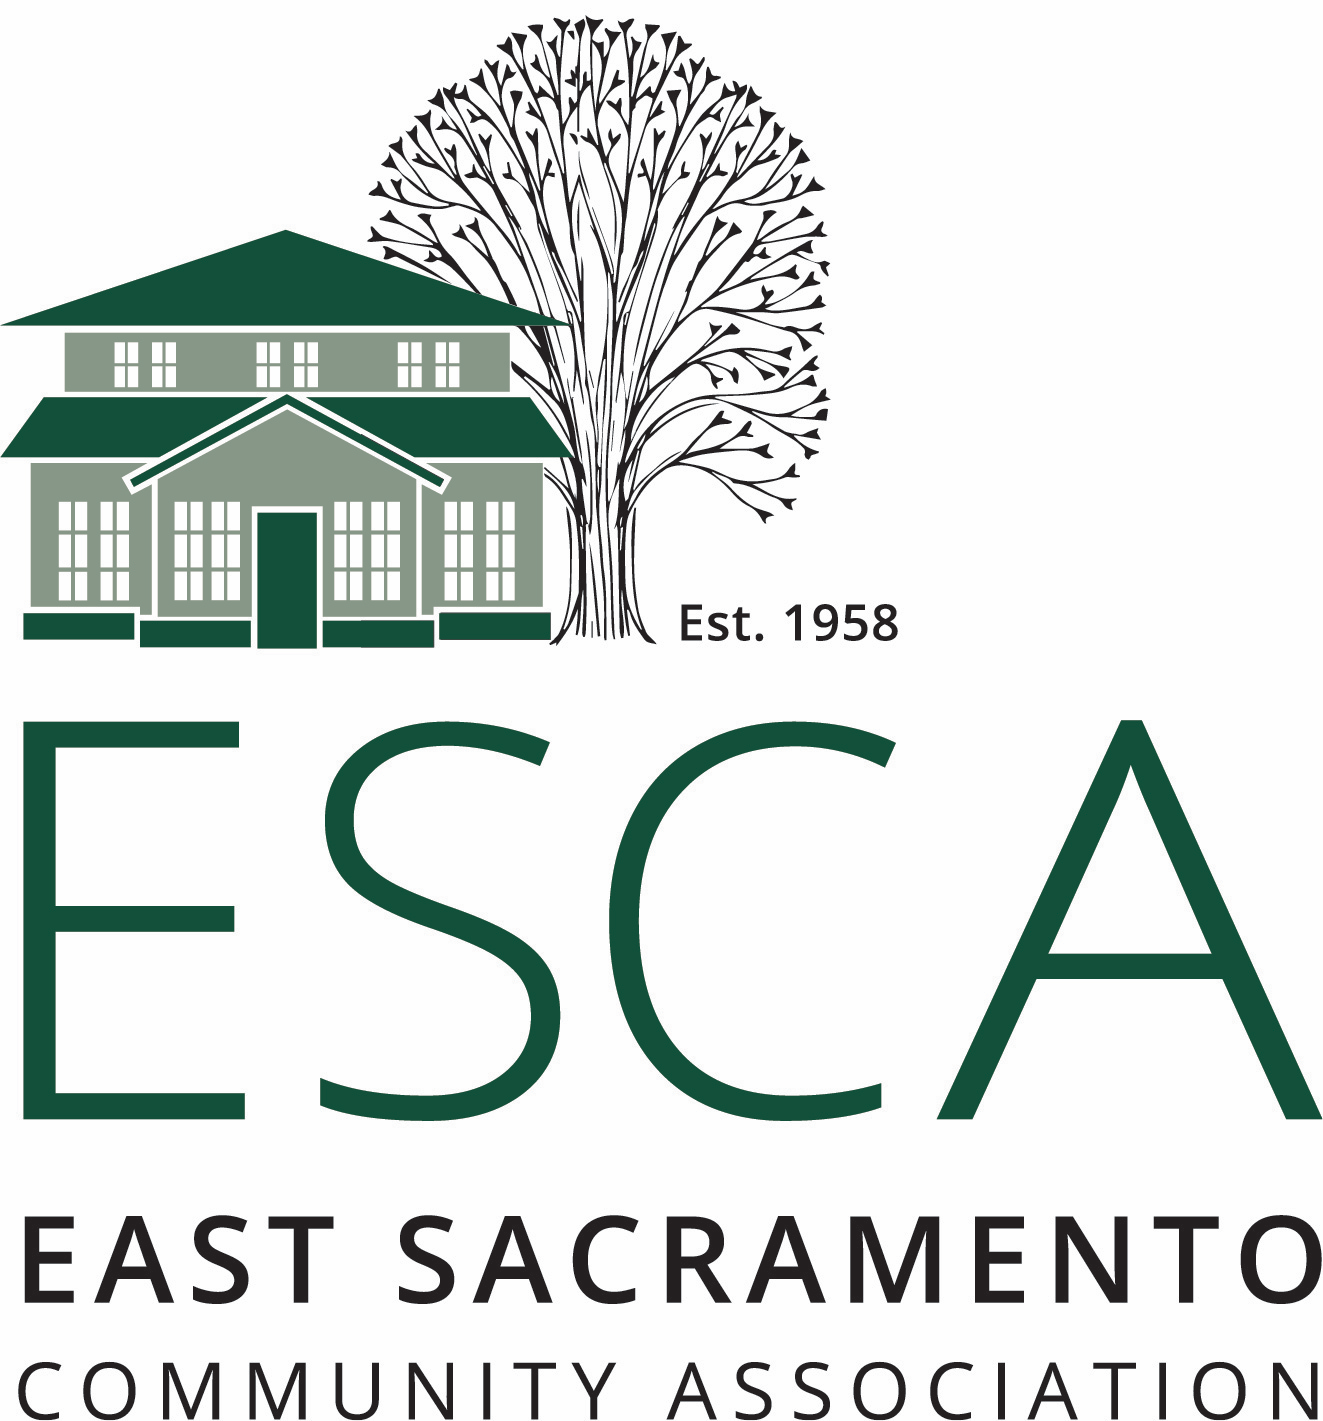 Est. 1958
ESCA
EAST SACRAMENTO
COMMUNITY ASSOCIATION